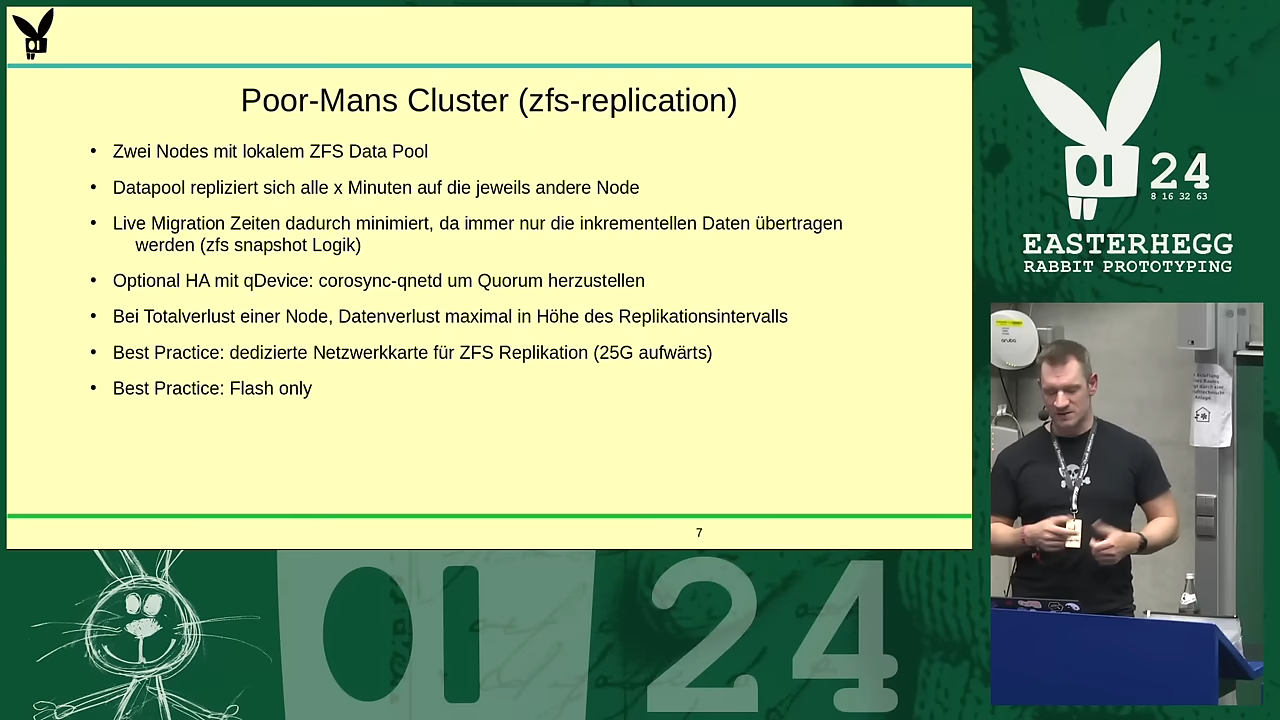 Poor-Mans Cluster (zfs-replication)
• Zwei Nodes mit lokalem ZFS Data Pool
• Datapool repliziert sich alle x Minuten auf die jeweils andere Node
• Live Migration Zeiten dadurch minimiert, da immer nur die inkrementellen Daten übertragen
werden (zfs snapshot Logik)
• Optional HA mit qDevice: corosync-qnetd um Quorum herzustellen
• Bei Totalverlust einer Node, Datenverlust maximal in Höhe des Replikationsintervalls
• Best Practice: dedizierte Netzwerkkarte für ZFS Replikation (25G aufwärts)
• Best Practice: Flash only
7
24
8 16 32 63
EASTERHEGG
RABBIT PROTOTYPING
aruba
24